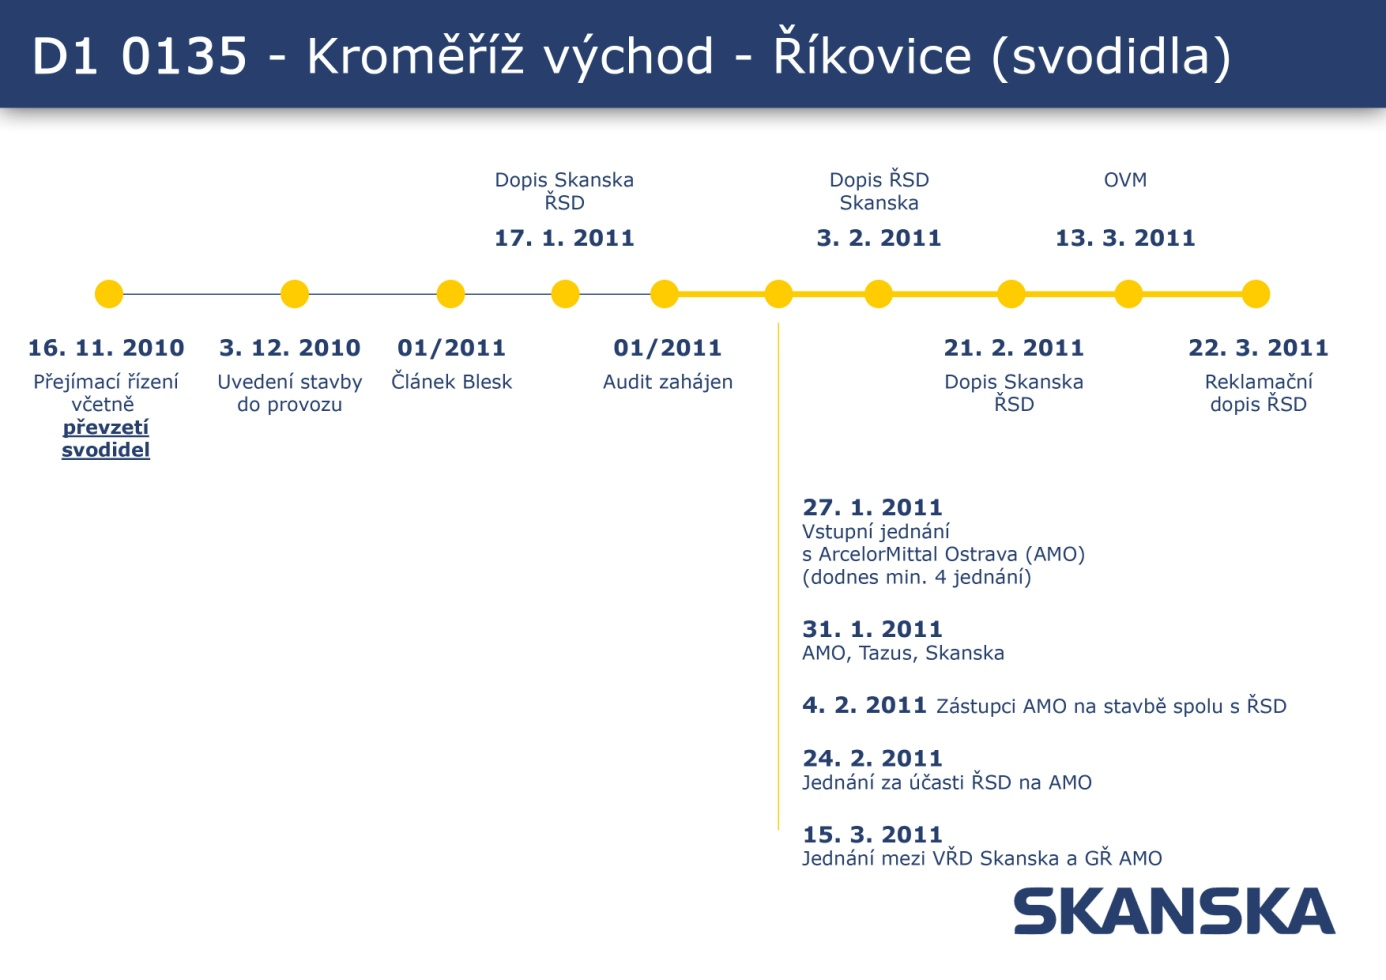 D1 0135 - Kroměříž východ - Říkovice (svodidla)
Dopis Skanska
ŘSD
17. 1. 2011
Dopis ŘSD
Skanska
3. 2. 2011
OVM
13. 3. 2011
16. 11. 2010
Přejímací řízení
včetně
převzetí
svodidel
3. 12. 2010
Uvedení stavby
do provozu
01/2011
Článek Blesk
01/2011
Audit zahájen
21. 2. 2011
Dopis Skanska
ŘSD
22. 3. 2011
Reklamační
dopis ŘSD
27. 1. 2011
Vstupní jednání
s ArcelorMittal Ostrava (AMO)
(dodnes min. 4 jednání)
31. 1. 2011
AMO, Tazus, Skanska
4. 2. 2011 Zástupci AMO na stavbě spolu s ŘSD
24. 2. 2011
Jednání za účasti ŘSD na AMO
15. 3. 2011
Jednání mezi VŘD Skanska a GŘ AMO
SKANSKA